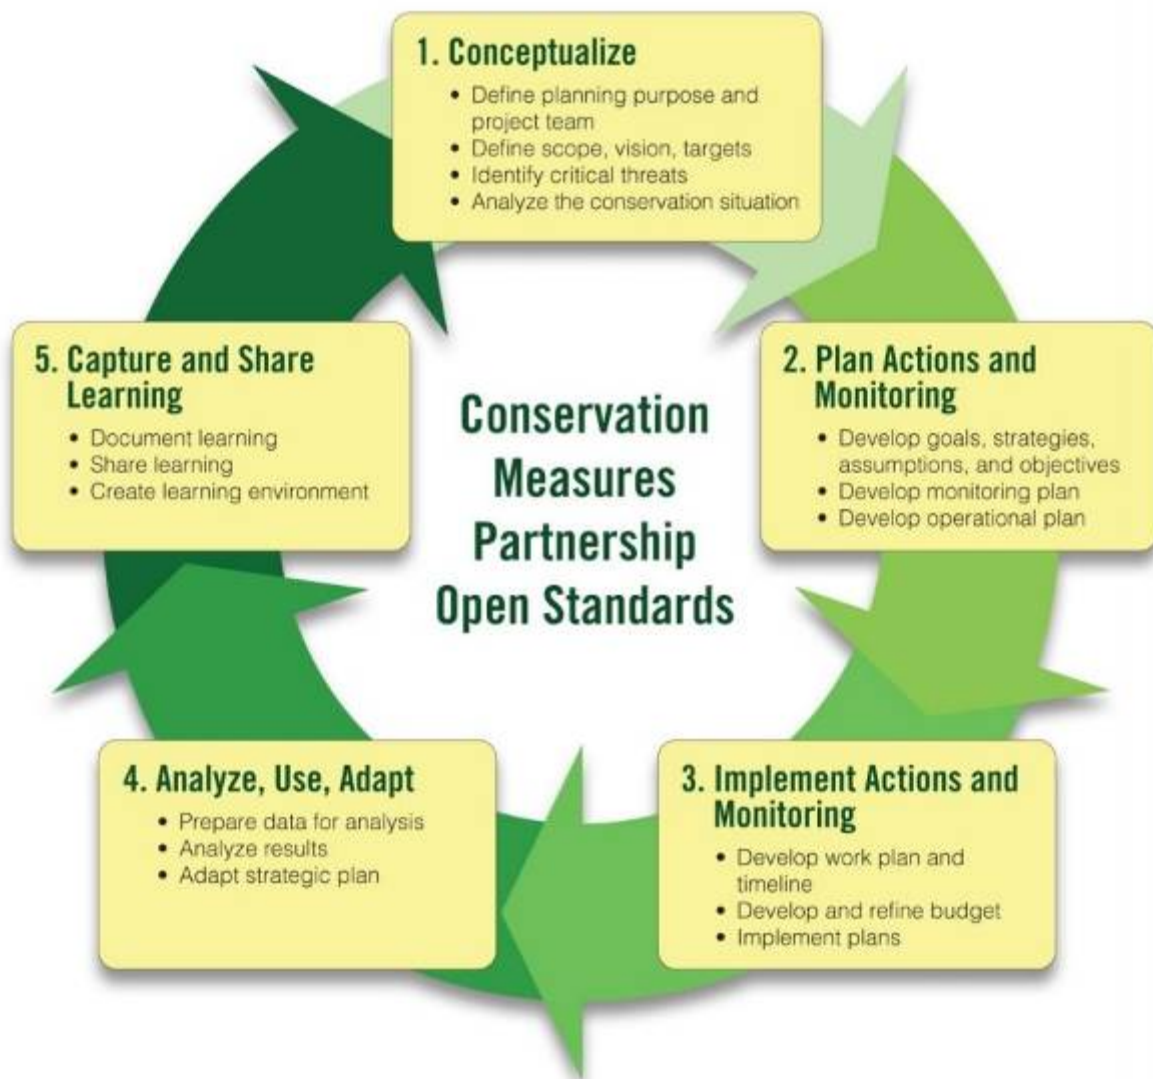 1. Conceptualize
• Define planning purpose and
project team
• Define scope, vision, targets
• Identify critical threats
• Analyze the conservation situation
2. Plan Actions and
Monitoring
• Develop goals, strategies,
assumptions, and objectives
• Develop monitoring plan
• Develop operational plan
3. Implement Actions and
Monitoring
• Develop work plan and
timeline
• Develop and refine budget
• Implement plans
4. Analyze, Use, Adapt
• Prepare data for analysis
• Analyze results
• Adapt strategic plan
5. Capture and Share
Learning
• Document learning
• Share learning
• Create learning environment
Conservation
Measures
Partnership
Open Standards